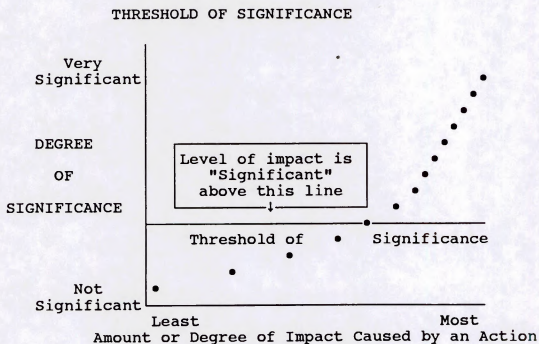 THRESHOLD OF SIGNIFICANCE
Very
Significant
DEGREE
OF
SIGNIFICANCE
Level of impact is
"Significant"
above this line
Threshold of Significance
Not
Significant
Least Most
Amount or Degree of Impact Caused by an Action